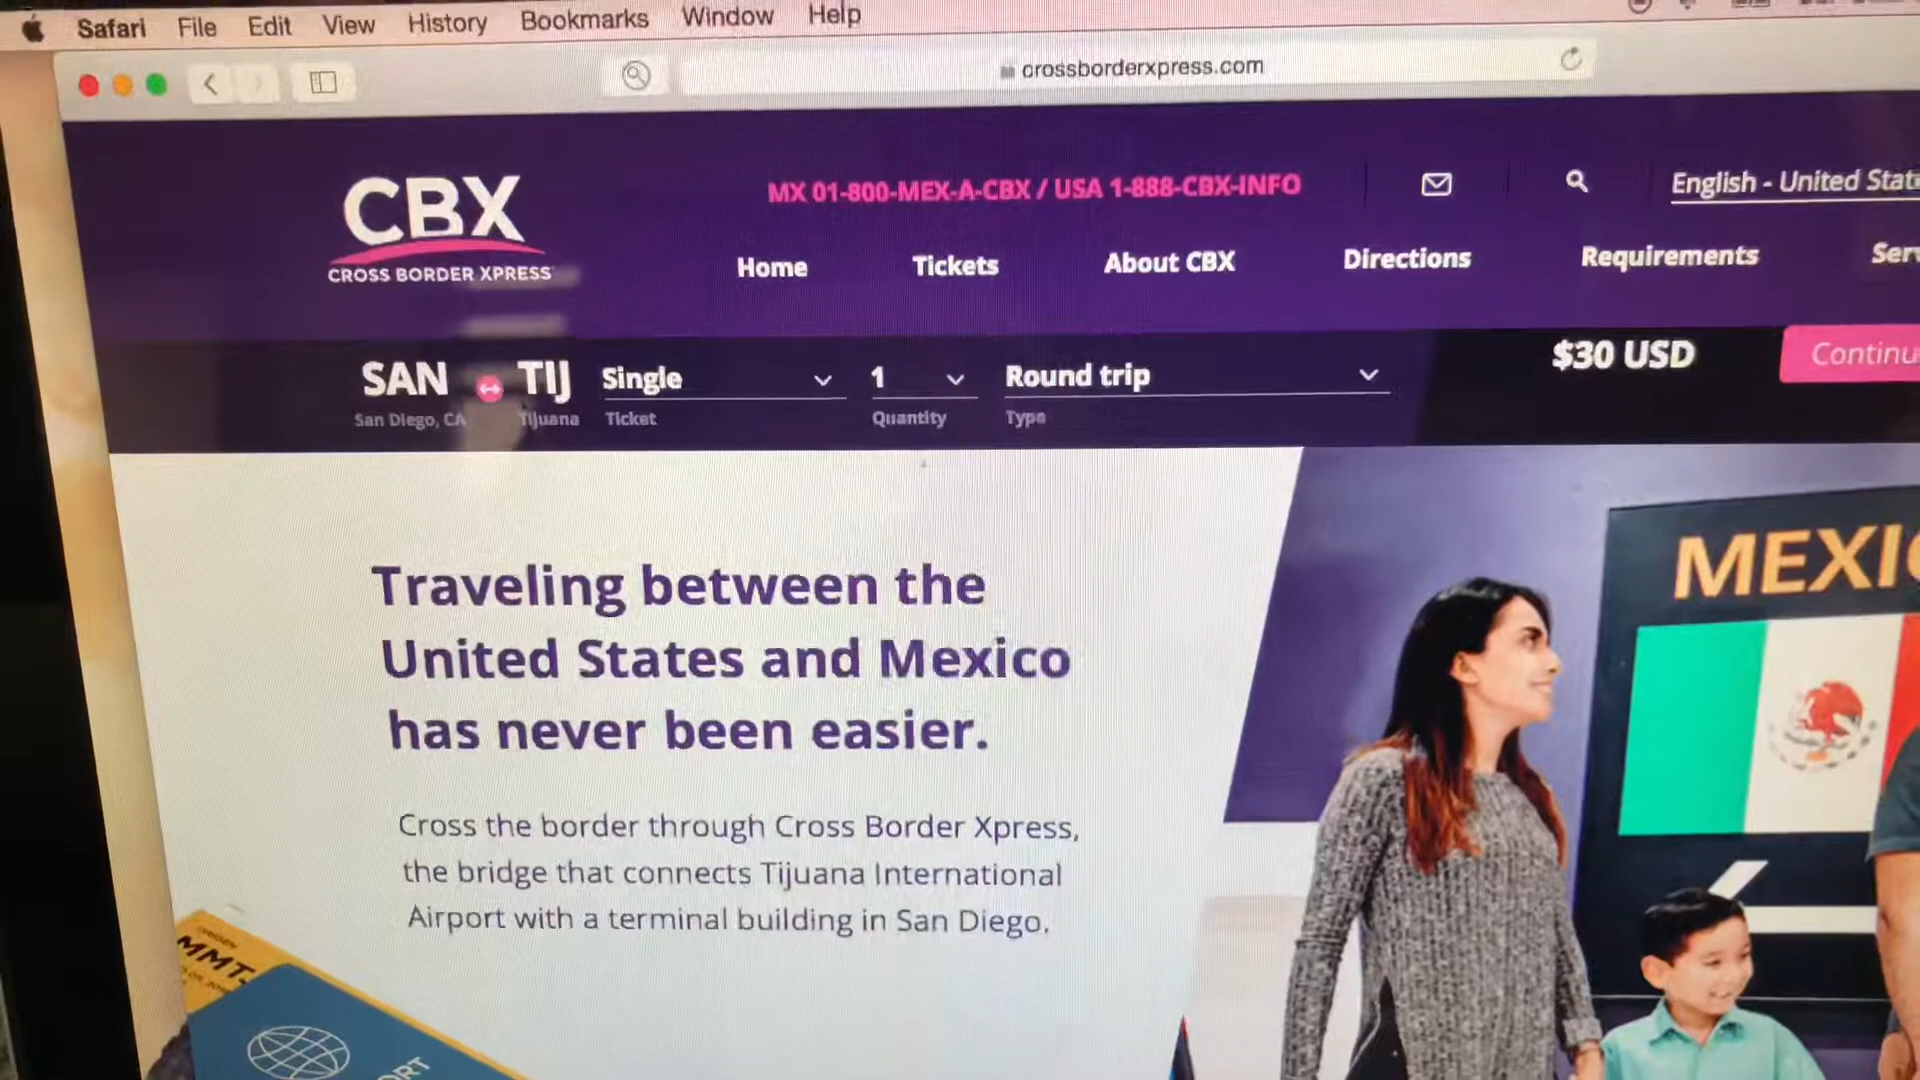 Safari File Edit View History Bookmarks Window Help
crossborderxpress.com
CBX
CROSS BORDER XPRESS
MX 01-800-MEX-A-CBX / USA 1-888-CBX-INFO
English - United Stat
Home Tickets About CBX Directions Requirements Ser
SAN TIJ Single 1 Round trip $30 USD Continu
San Diego, CA Tijuana Ticket Quantity Type
Traveling between the
United States and Mexico
has never been easier.
Cross the border through Cross Border Xpress,
the bridge that connects Tijuana International
Airport with a terminal building in San Diego.
MEXI
MMT-
ORT